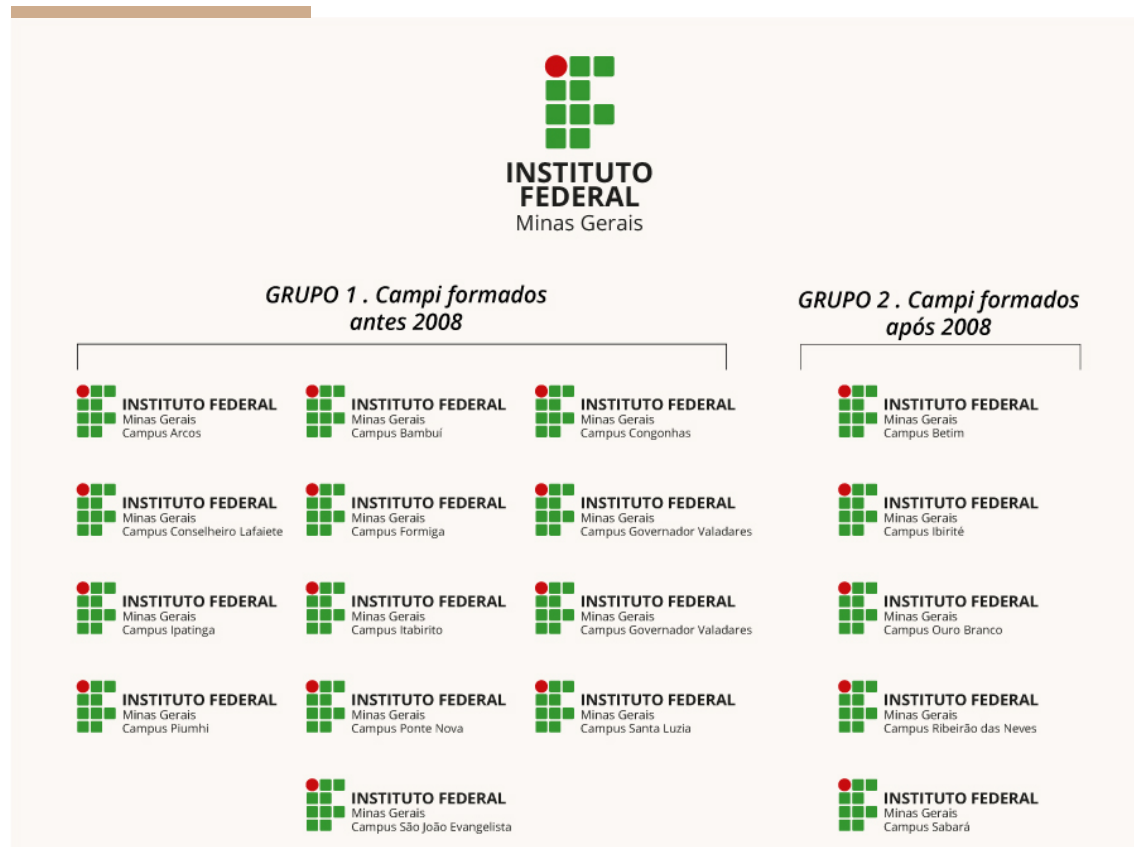 INSTITUTO
FEDERAL
Minas Gerais
GRUPO 1 . Campi formados
antes 2008
INSTITUTO FEDERAL
Minas Gerais
Campus Arcos
INSTITUTO FEDERAL
Minas Gerais
Campus Bambuí
INSTITUTO FEDERAL
Minas Gerais
Campus Congonhas
INSTITUTO FEDERAL
Minas Gerais
Campus Conselheiro Lafaiete
INSTITUTO FEDERAL
Minas Gerais
Campus Formiga
INSTITUTO FEDERAL
Minas Gerais
Campus Governador Valadares
INSTITUTO FEDERAL
Minas Gerais
Campus Ipatinga
INSTITUTO FEDERAL
Minas Gerais
Campus Itabirito
INSTITUTO FEDERAL
Minas Gerais
Campus Governador Valadares
INSTITUTO FEDERAL
Minas Gerais
Campus Piumhi
INSTITUTO FEDERAL
Minas Gerais
Campus Ponte Nova
INSTITUTO FEDERAL
Minas Gerais
Campus Santa Luzia
INSTITUTO FEDERAL
Minas Gerais
Campus São João Evangelista
GRUPO 2 . Campi formados
após 2008
INSTITUTO FEDERAL
Minas Gerais
Campus Betim
INSTITUTO FEDERAL
Minas Gerais
Campus Ibirité
INSTITUTO FEDERAL
Minas Gerais
Campus Ouro Branco
INSTITUTO FEDERAL
Minas Gerais
Campus Ribeirão das Neves
INSTITUTO FEDERAL
Minas Gerais
Campus Sabará